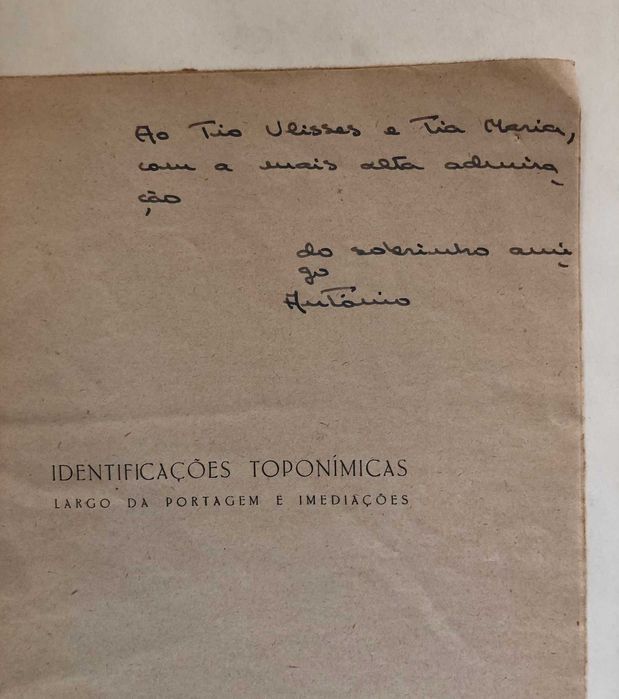 Ao Tio Ulisses e Tia Maria,
com a mais alta admira-
ção
do sobrinho ami-
go
António
IDENTIFICAÇÕES TOPONÍMICAS
LARGO DA PORTAGEM E IMEDIAÇÕES